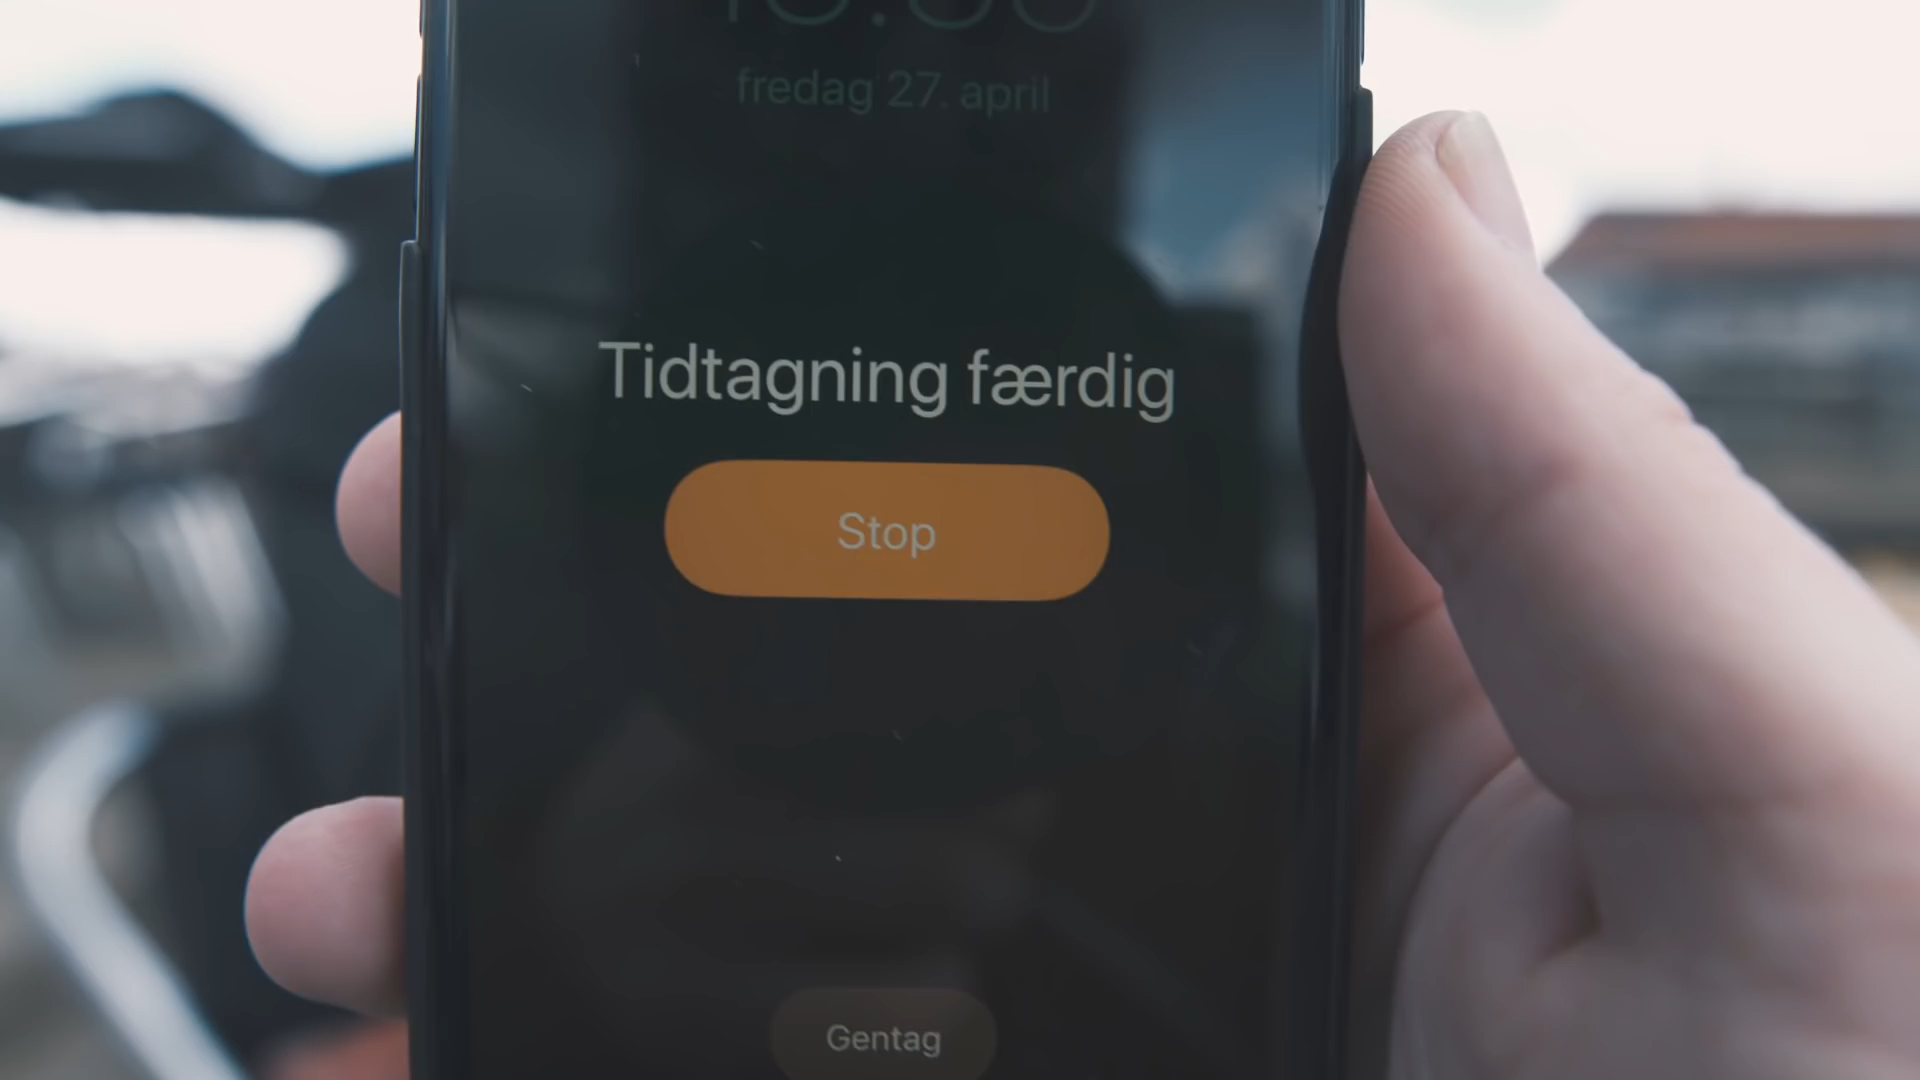 fredag 27. april
Tidtagning færdig
Stop
Gentag